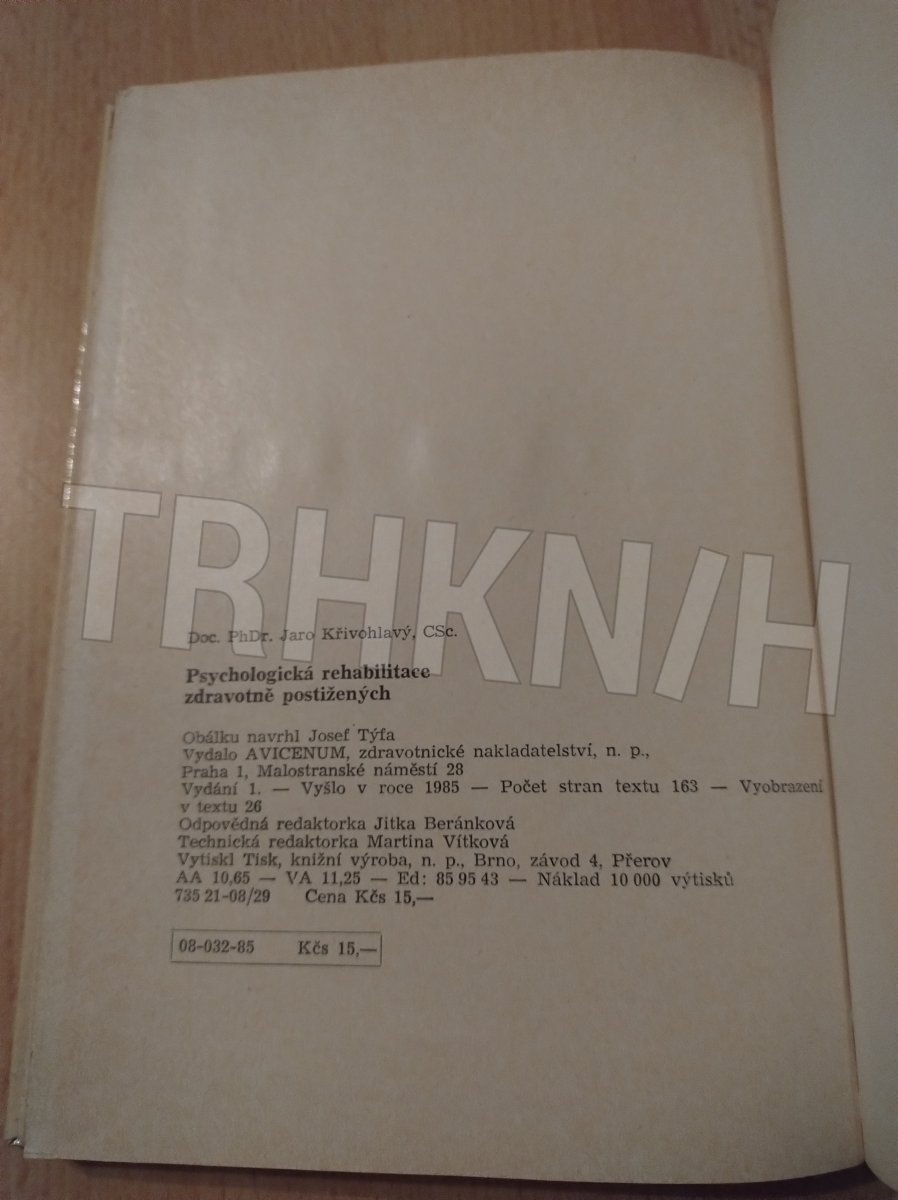 TRHKNIH
Doc. PhDr. Jaro Křivohlavý, CSc.
Psychologická rehabilitace
zdravotně postižených
Obálku navrhl Josef Týfa
Vydalo AVICENUM, zdravotnické nakladatelství, n. p.,
Praha 1, Malostranské náměstí 28
Vydání 1. — Vyšlo v roce 1985 — Počet stran textu 163 — Vyobrazení
v textu 26
Odpovědná redaktorka Jitka Beránková
Technická redaktorka Martina Vítková
Vytiskl Tisk, knižní výroba, n. p., Brno, závod 4, Přerov
AA 10,65 — VA 11,25 — Ed: 85 95 43 — Náklad 10 000 výtisků
735 21-08/29 Cena Kčs 15,—
08-032-85 Kčs 15,—